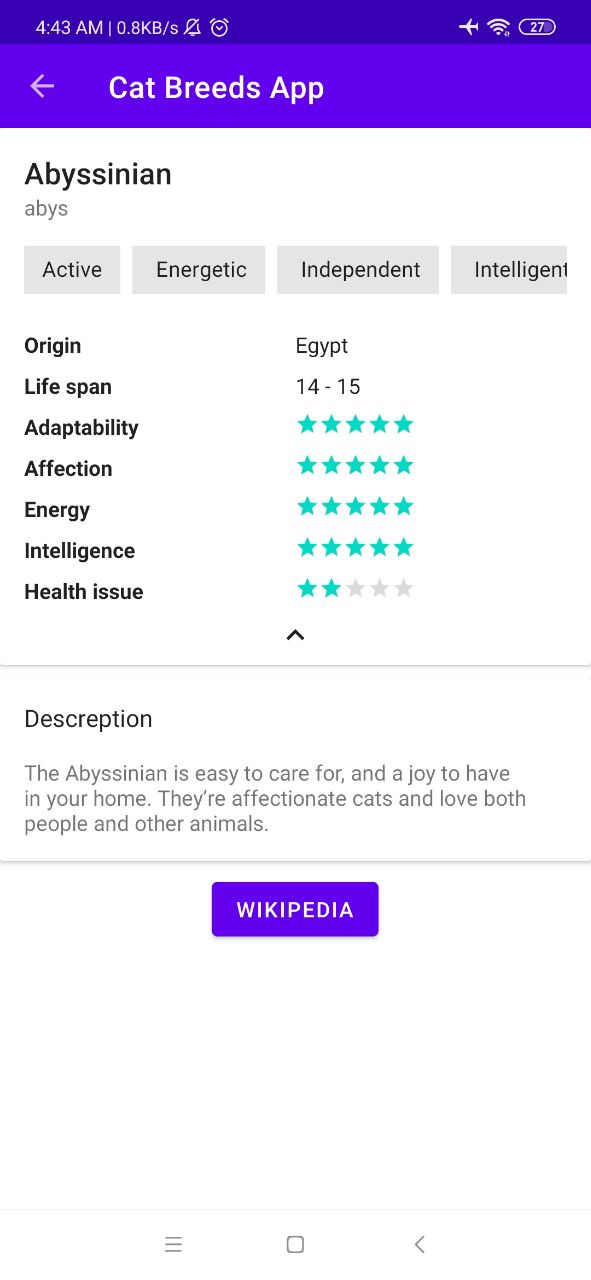 4:43 AM | 0.8KB/s
27
Cat Breeds App
Abyssinian
abys
Active Energetic Independent Intelligent
Origin Egypt
Life span 14 - 15
Adaptability
Affection
Energy
Intelligence
Health issue
Descreption
The Abyssinian is easy to care for, and a joy to have
in your home. They’re affectionate cats and love both
people and other animals.
WIKIPEDIA